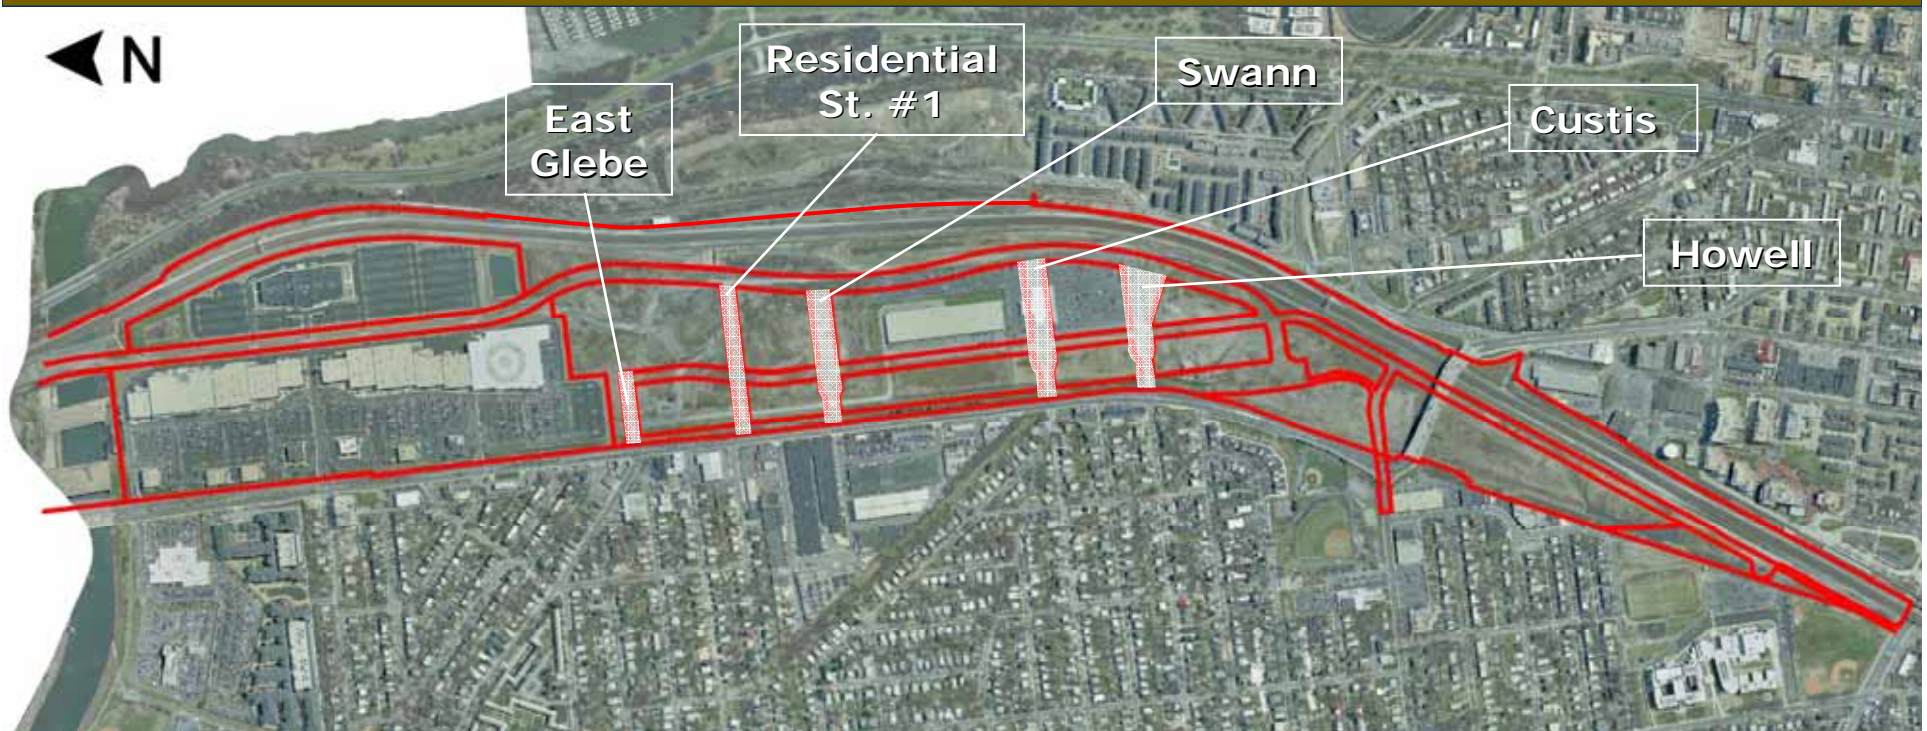 N
East
Glebe
Residential
St. #1
Swann
Custis
Howell